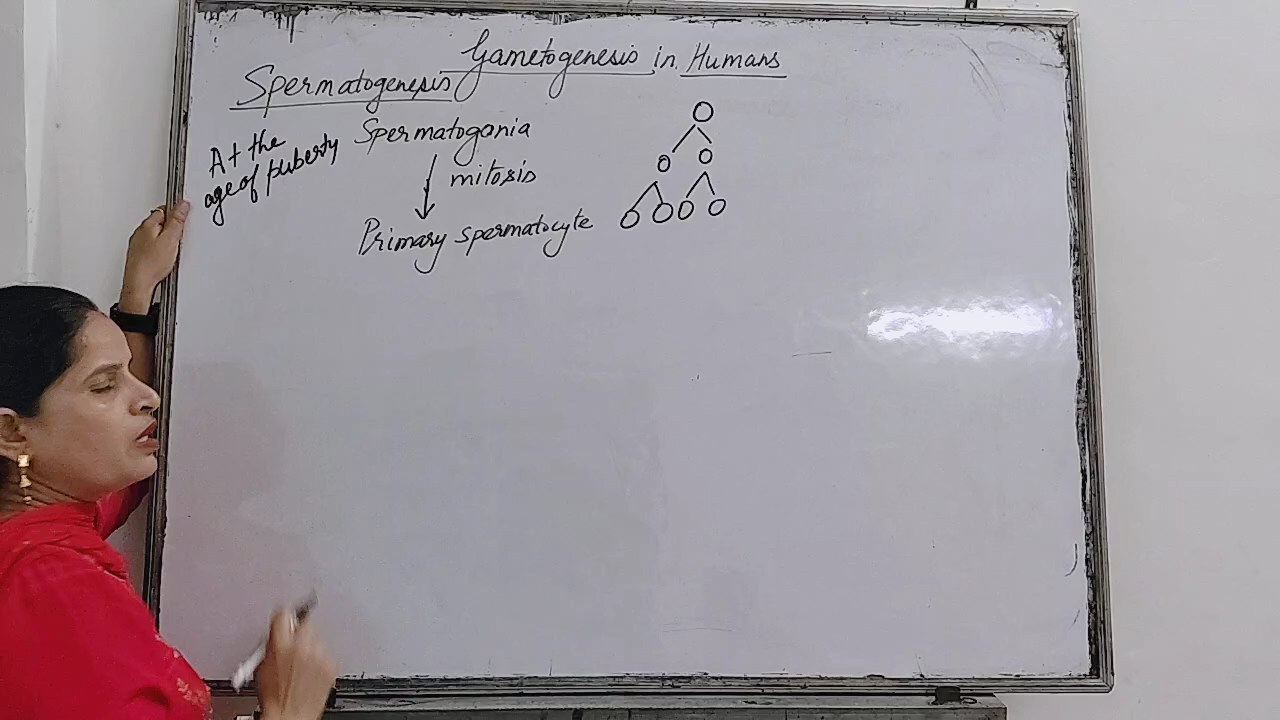 Gametogenesis in Humans
Spermatogenesis
At the
age of puberty
Spermatogonia
mitosis
Primary spermatocyte